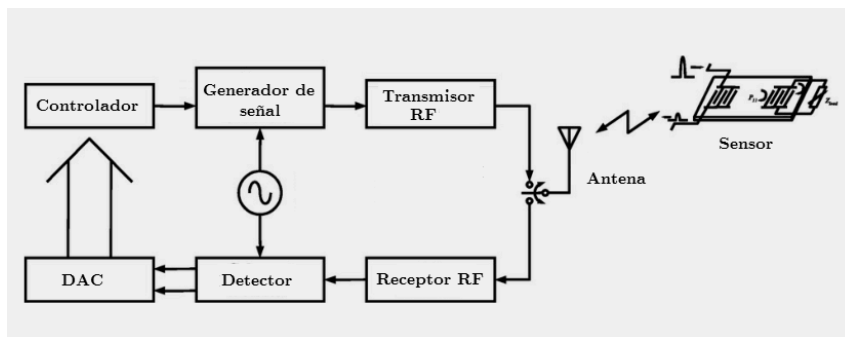 Controlador
Generador de
señal
Transmisor
RF
Sensor
Antena
DAC
Detector
Receptor RF